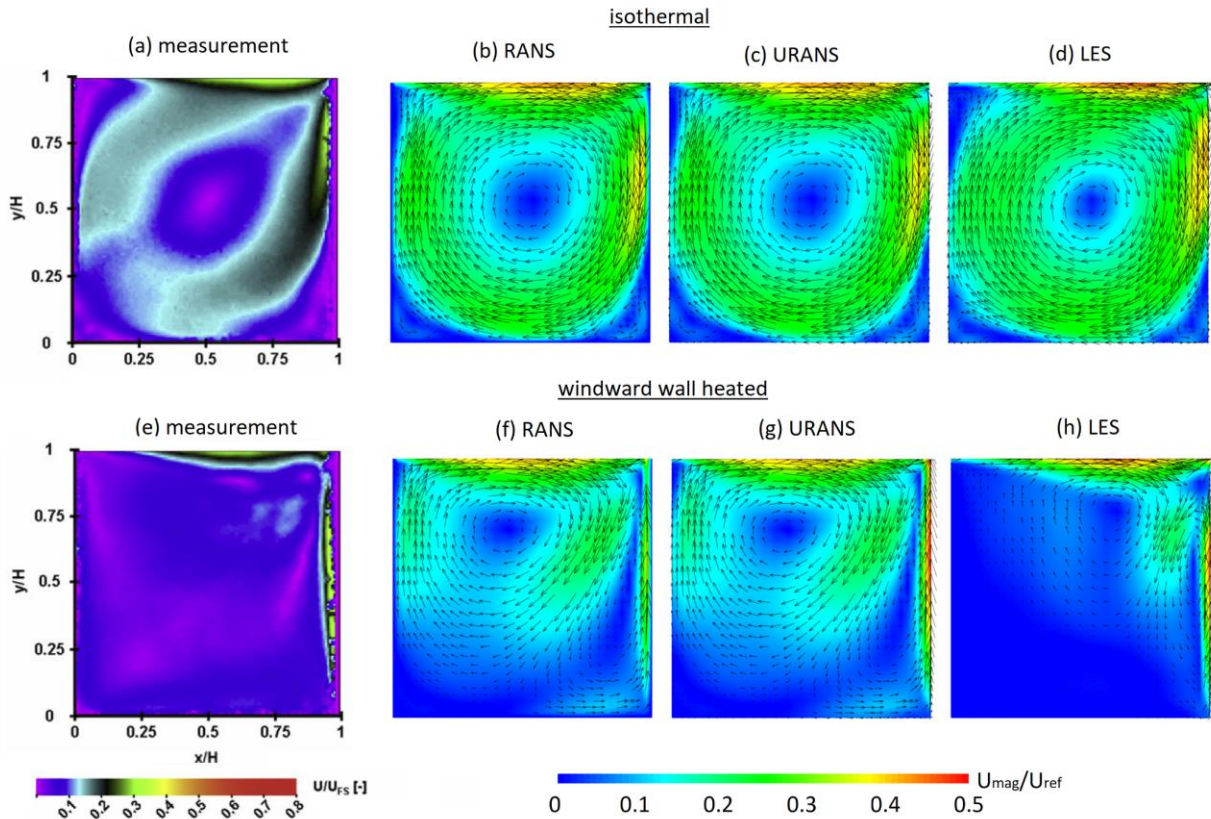 isothermal
(a) measurement
(b) RANS
(c) URANS
(d) LES
1
0.75
y/H
0.5
0.25
0
0 0.25 0.5 0.75 1
windward wall heated
(e) measurement
(f) RANS
(g) URANS
(h) LES
1
0.75
y/H
0.5
0.25
0
0 0.25 0.5 0.75 1
x/H
U/UFS [-]
0.1 0.2 0.3 0.4 0.5 0.6 0.7 0.8
Umag/Uref
0 0.1 0.2 0.3 0.4 0.5